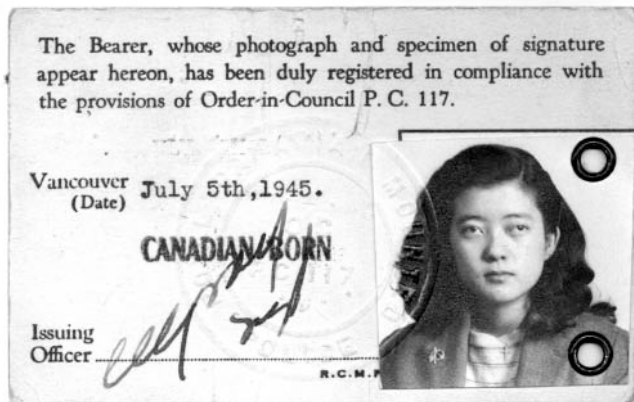 The Bearer, whose photograph and specimen of signature
appear hereon, has been duly registered in compliance with
the provisions of Order-in-Council P. C. 117.
Vancouver July 5th,1945.
(Date)
CANADIAN BORN
Issuing
Officer
R.C.M.P